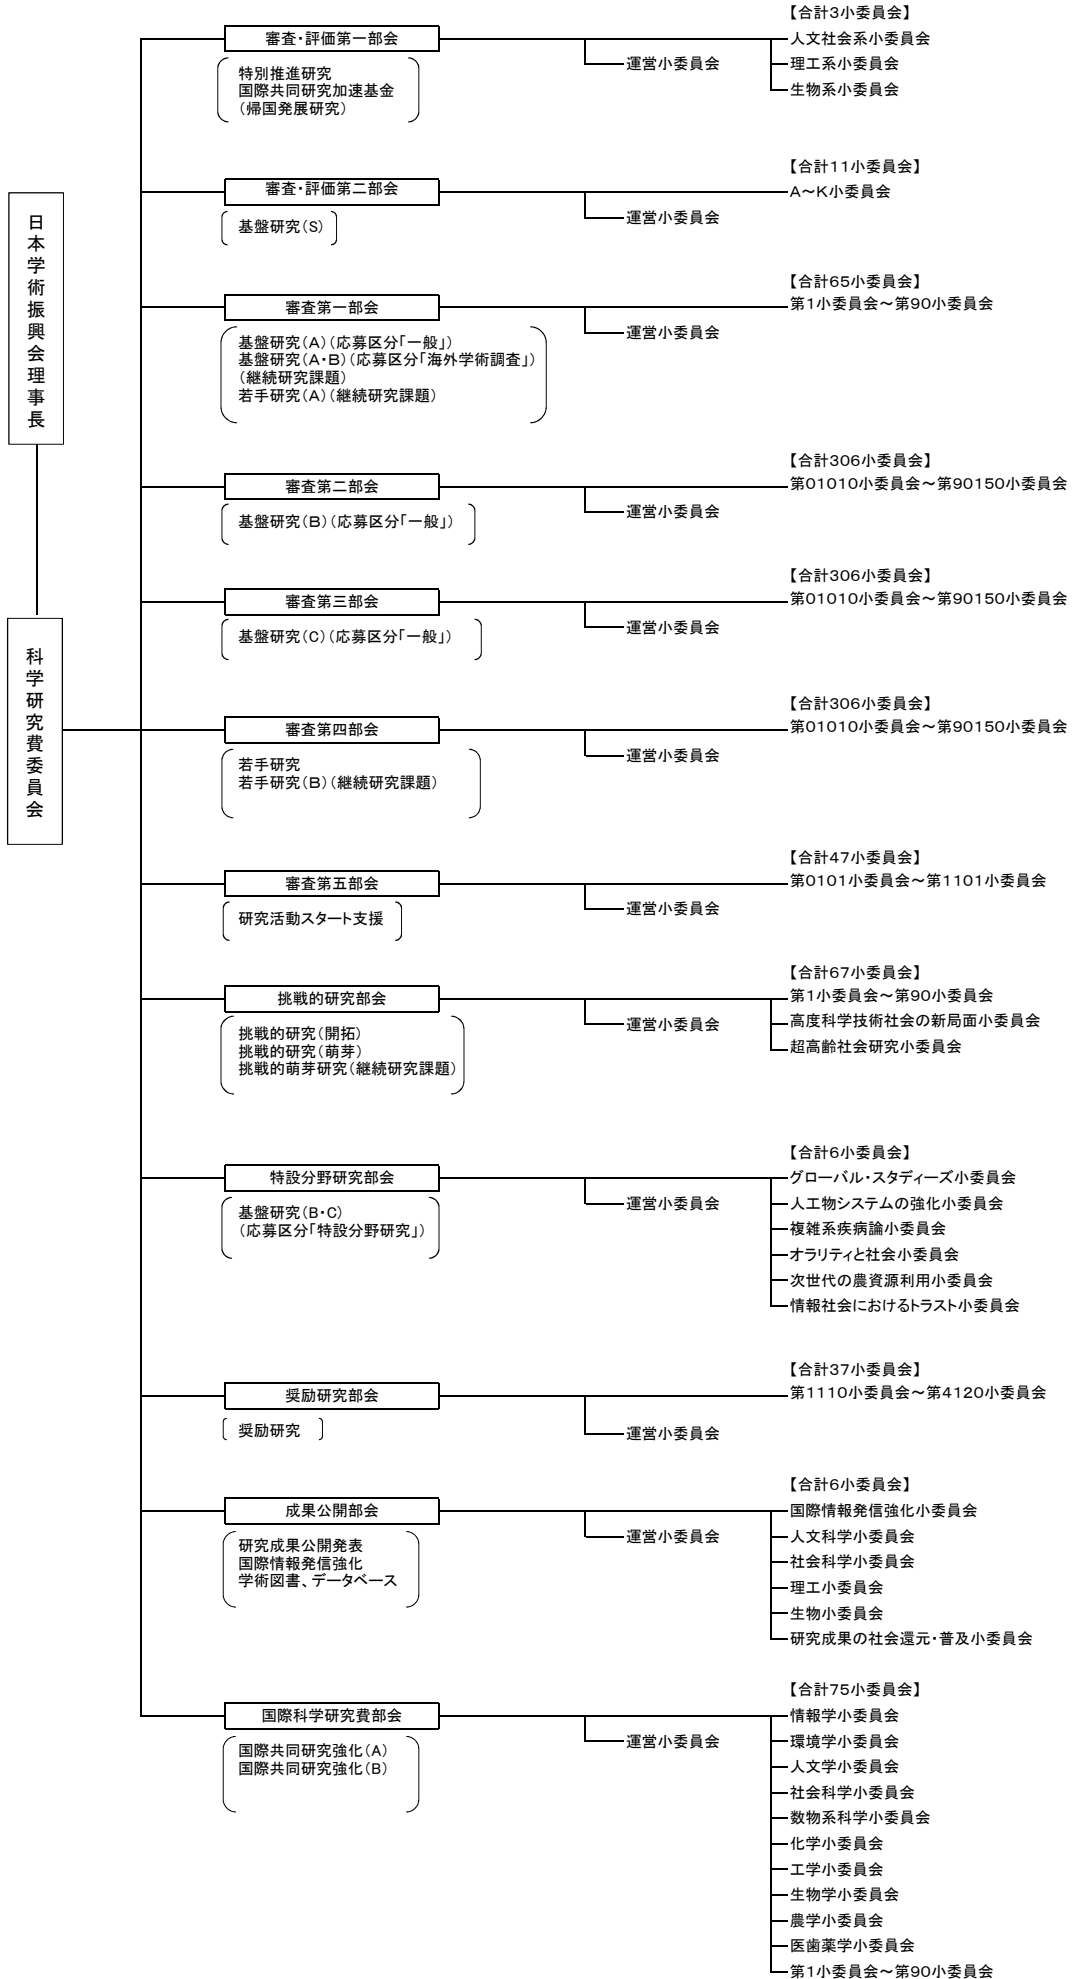 日本学術振興会理事長
科学研究費委員会
審査・評価第一部会
特別推進研究
国際共同研究加速基金
(帰国発展研究)
運営小委員会
【合計3小委員会】
人文社会系小委員会
理工系小委員会
生物系小委員会
審査・評価第二部会
基盤研究(S)
運営小委員会
【合計11小委員会】
A～K小委員会
審査第一部会
基盤研究(A)(応募区分「一般」)
基盤研究(A・B)(応募区分「海外学術調査」)
(継続研究課題)
若手研究(A)(継続研究課題)
運営小委員会
【合計65小委員会】
第1小委員会～第90小委員会
審査第二部会
基盤研究(B)(応募区分「一般」)
運営小委員会
【合計306小委員会】
第01010小委員会～第90150小委員会
審査第三部会
基盤研究(C)(応募区分「一般」)
運営小委員会
【合計306小委員会】
第01010小委員会～第90150小委員会
審査第四部会
若手研究
若手研究(B)(継続研究課題)
運営小委員会
【合計306小委員会】
第01010小委員会～第90150小委員会
審査第五部会
研究活動スタート支援
運営小委員会
【合計47小委員会】
第0101小委員会～第1101小委員会
挑戦的研究部会
挑戦的研究(開拓)
挑戦的研究(萌芽)
挑戦的萌芽研究(継続研究課題)
運営小委員会
【合計67小委員会】
第1小委員会～第90小委員会
高度科学技術社会の新局面小委員会
超高齢社会研究小委員会
特設分野研究部会
基盤研究(B・C)
(応募区分「特設分野研究」)
運営小委員会
【合計6小委員会】
グローバル・スタディーズ小委員会
人工物システムの強化小委員会
複雑系疾病論小委員会
オラリティと社会小委員会
次世代の農資源利用小委員会
情報社会におけるトラスト小委員会
奨励研究部会
奨励研究
運営小委員会
【合計37小委員会】
第1110小委員会～第4120小委員会
成果公開部会
研究成果公開発表
国際情報発信強化
学術図書、データベース
運営小委員会
【合計6小委員会】
国際情報発信強化小委員会
人文科学小委員会
社会科学小委員会
理工小委員会
生物小委員会
研究成果の社会還元・普及小委員会
国際科学研究費部会
国際共同研究強化(A)
国際共同研究強化(B)
運営小委員会
【合計75小委員会】
情報学小委員会
環境学小委員会
人文学小委員会
社会科学小委員会
数物系科学小委員会
化学小委員会
工学小委員会
生物学小委員会
農学小委員会
医歯薬学小委員会
第1小委員会～第90小委員会